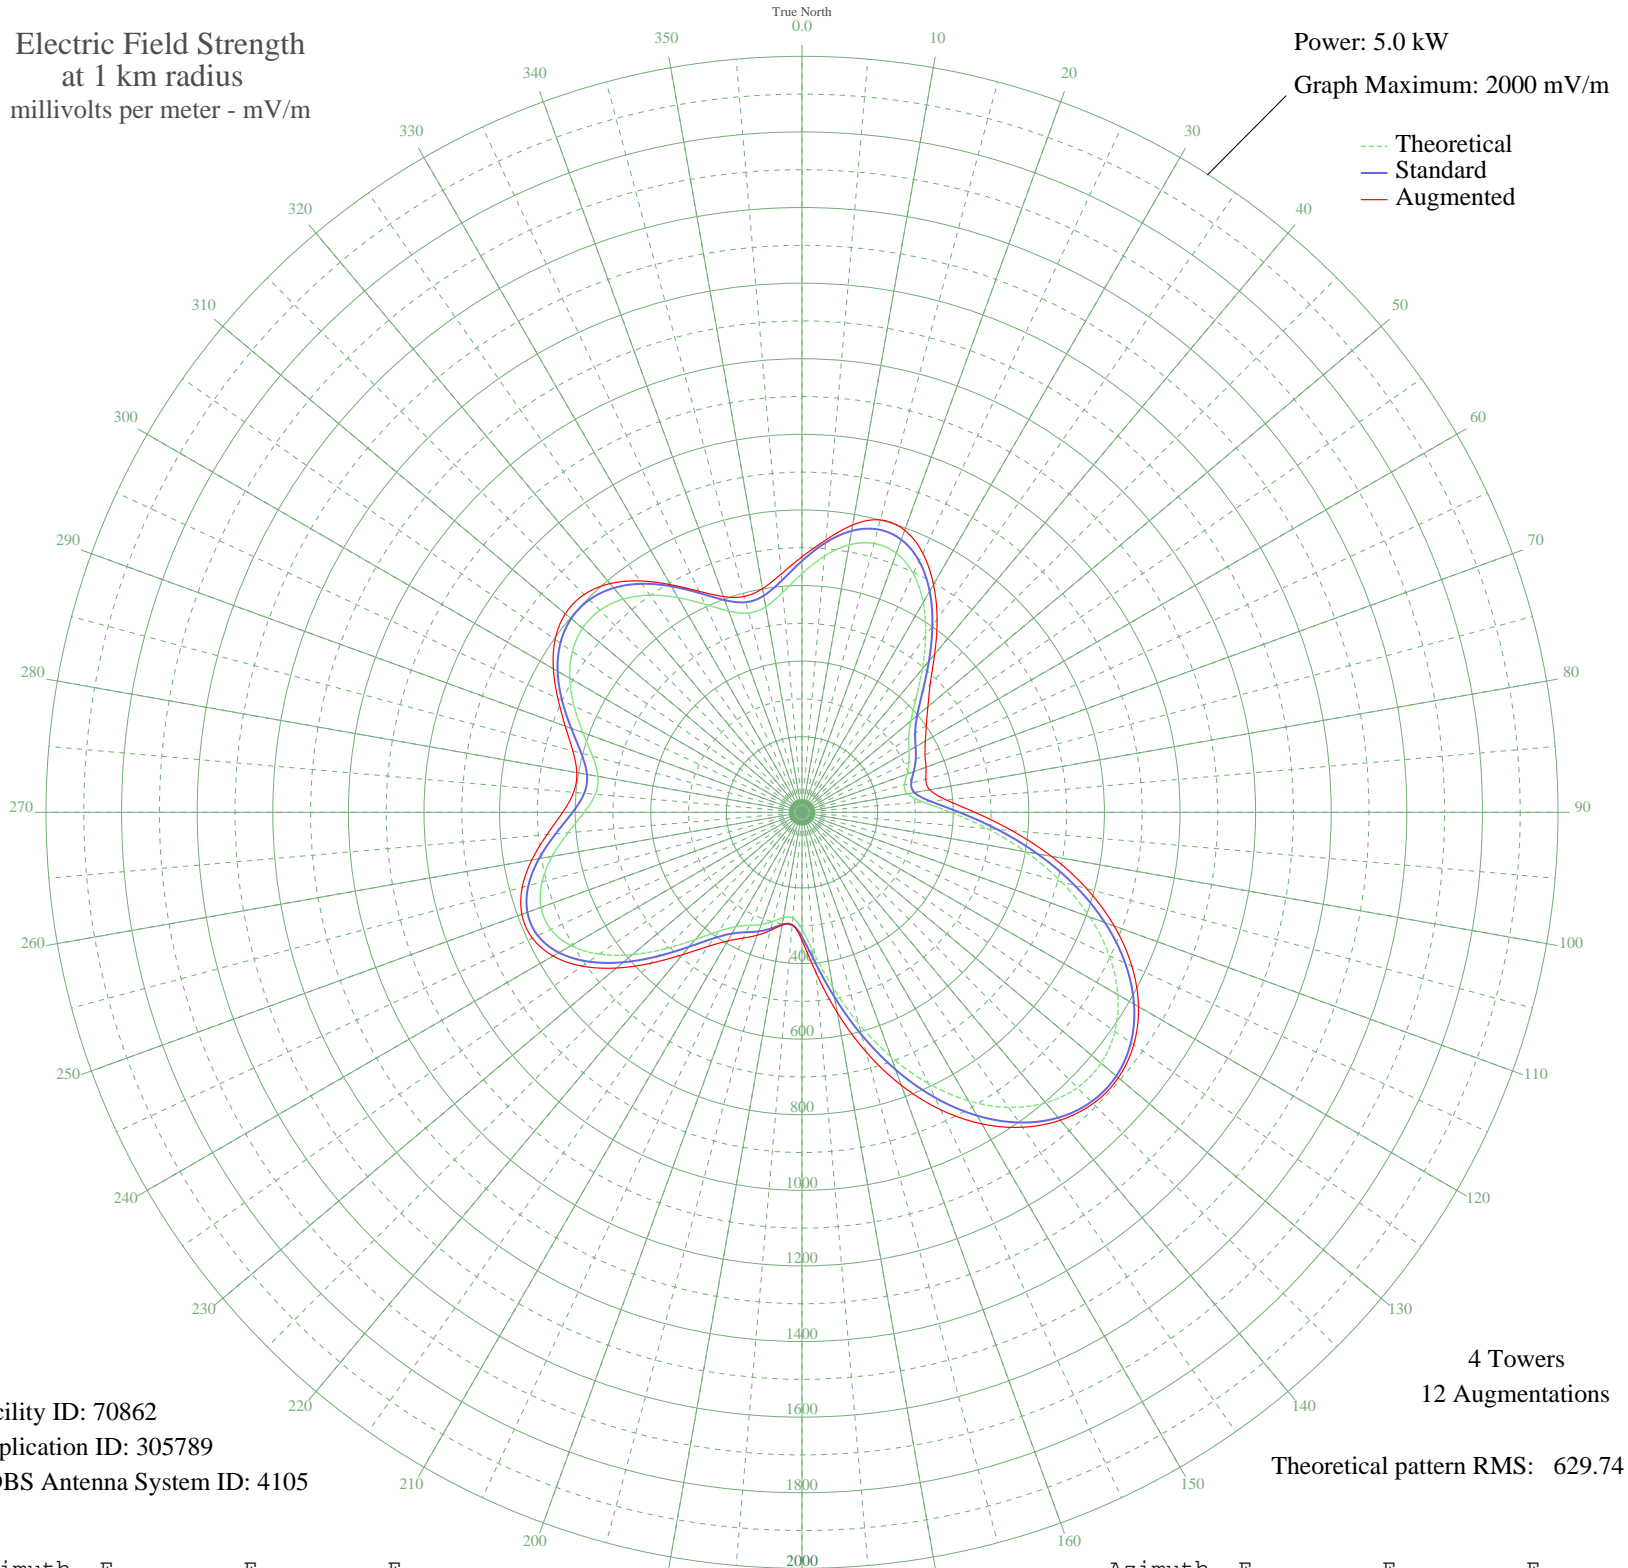 True North
0.0
Electric Field Strength
at 1 km radius
millivolts per meter - mV/m
Power: 5.0 kW
Graph Maximum: 2000 mV/m
Theoretical
Standard
Augmented
10
20
30
40
50
60
70
80
90
100
110
120
130
140
150
160
200
210
220
230
240
250
260
270
280
290
300
310
320
330
340
350
400
600
800
1000
1200
1400
1600
1800
2000
4 Towers
12 Augmentations
Theoretical pattern RMS: 629.74
cility ID: 70862
plication ID: 305789
DBS Antenna System ID: 4105